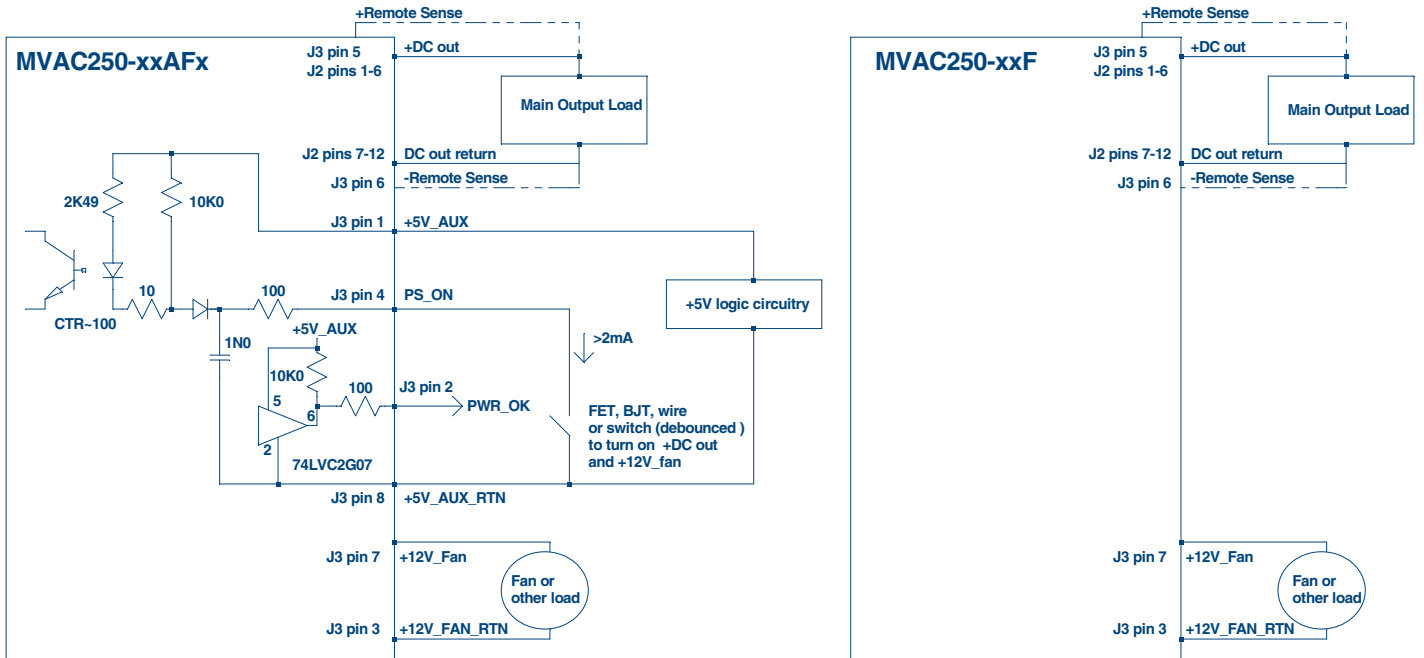 +Remote Sense
MVAC250-xxAFx
J3 pin 5
+DC out
J2 pins 1-6
Main Output Load
J2 pins 7-12
DC out return
J3 pin 6
-Remote Sense
2K49
10K0
J3 pin 1
+5V_AUX
10
100
J3 pin 4
PS_ON
+5V logic circuitry
CTR~100
1N0
+5V_AUX
>2mA
10K0
5
100
J3 pin 2
PWR_OK
6
2
74LVC2G07
FET, BJT, wire
or switch (debounced )
to turn on +DC out
and +12V_fan
J3 pin 8
+5V_AUX_RTN
J3 pin 7
+12V_Fan
Fan or
other load
J3 pin 3
+12V_FAN_RTN
+Remote Sense
MVAC250-xxF
J3 pin 5
+DC out
J2 pins 1-6
Main Output Load
J2 pins 7-12
DC out return
J3 pin 6
-Remote Sense
J3 pin 7
+12V_Fan
Fan or
other load
J3 pin 3
+12V_FAN_RTN